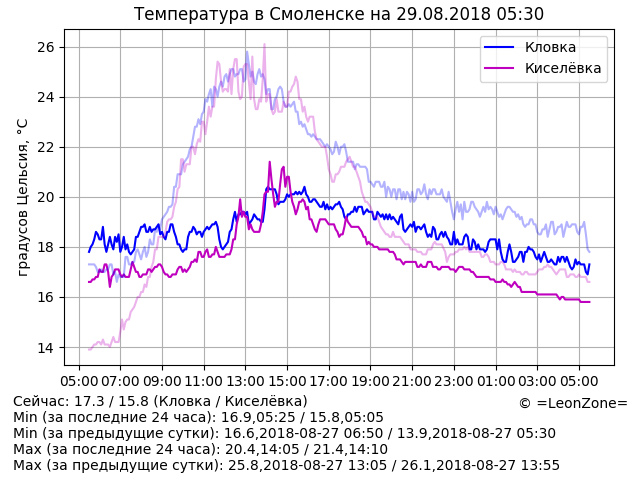 Температура в Смоленске на 29.08.2018 05:30
градусов Цельсия, °C
26
24
22
20
18
16
14
Кловка
Киселёвка
05:00 07:00 09:00 11:00 13:00 15:00 17:00 19:00 21:00 23:00 01:00 03:00 05:00
Сейчас: 17.3 / 15.8 (Кловка / Киселёвка)
© =LeonZone=
Min (за последние 24 часа): 16.9,05:25 / 15.8,05:05
Min (за предыдущие сутки): 16.6,2018-08-27 06:50 / 13.9,2018-08-27 05:30
Max (за последние 24 часа): 20.4,14:05 / 21.4,14:10
Max (за предыдущие сутки): 25.8,2018-08-27 13:05 / 26.1,2018-08-27 13:55